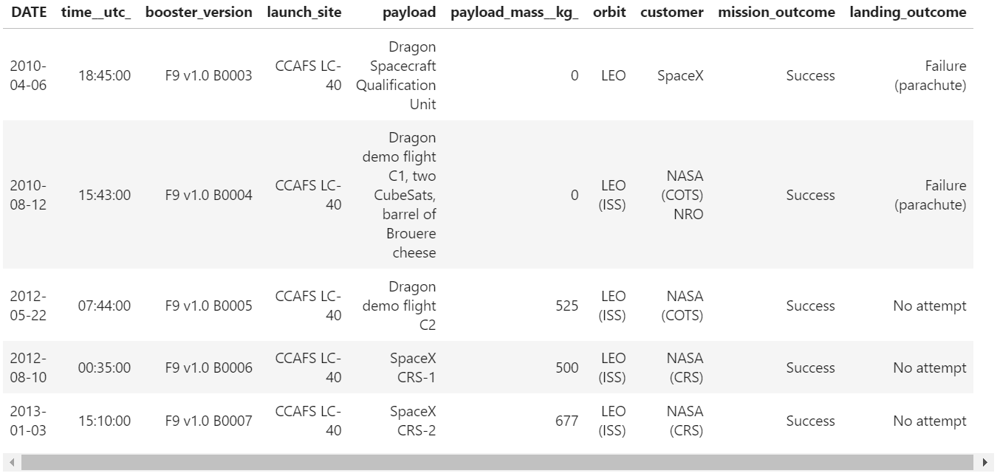 DATE time__utc_ booster_version launch_site payload payload_mass__kg_ orbit customer mission_outcome landing_outcome
2010-04-06 18:45:00 F9 v1.0 B0003 CCAFS LC-40 Dragon Spacecraft Qualification Unit 0 LEO SpaceX Success Failure (parachute)
2010-08-12 15:43:00 F9 v1.0 B0004 CCAFS LC-40 Dragon demo flight C1, two CubeSats, barrel of Brouere cheese 0 LEO (ISS) NASA (COTS) NRO Success Failure (parachute)
2012-05-22 07:44:00 F9 v1.0 B0005 CCAFS LC-40 Dragon demo flight C2 525 LEO (ISS) NASA (COTS) Success No attempt
2012-08-10 00:35:00 F9 v1.0 B0006 CCAFS LC-40 SpaceX CRS-1 500 LEO (ISS) NASA (CRS) Success No attempt
2013-01-03 15:10:00 F9 v1.0 B0007 CCAFS LC-40 SpaceX CRS-2 677 LEO (ISS) NASA (CRS) Success No attempt